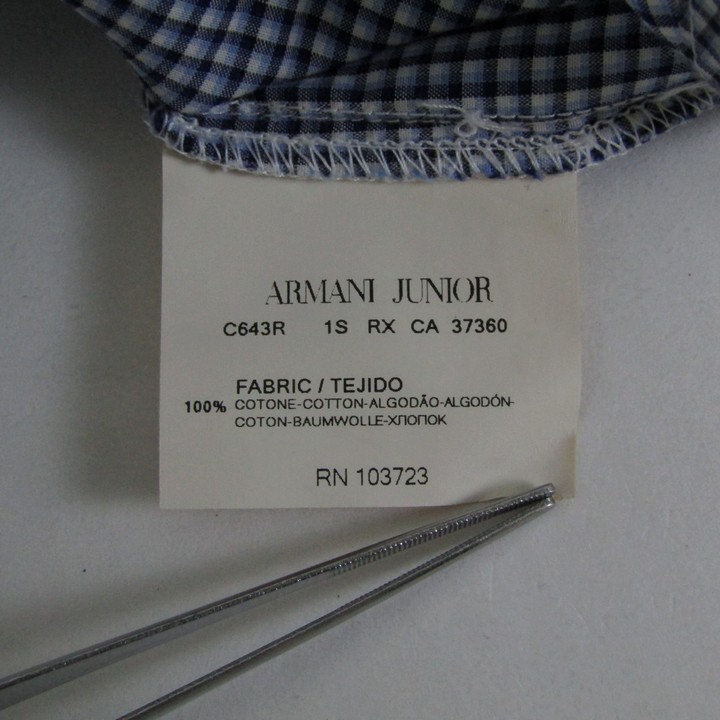 ARMANI JUNIOR
C643R 1S RX CA 37360
FABRIC / TEJIDO
100% COTONE-COTTON-ALGODÃO-ALGODÓN-
COTON-BAUMWOLLE-ХЛОПОК
RN 103723